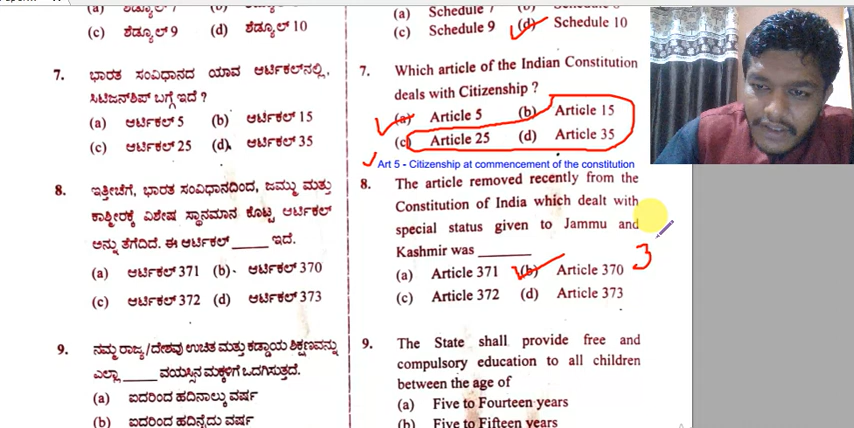 (c) ಶೆಡ್ಯೂಲ್ 9 (d) ಶೆಡ್ಯೂಲ್ 10
7. ಭಾರತ ಸಂವಿಧಾನದ ಯಾವ ಆರ್ಟಿಕಲ್‌ನಲ್ಲಿ,
ಸಿಟಿಜನ್‌ಶಿಪ್ ಬಗ್ಗೆ ಇದೆ ?
(a) ಆರ್ಟಿಕಲ್ 5 (b) ಆರ್ಟಿಕಲ್ 15
(c) ಆರ್ಟಿಕಲ್ 25 (d) ಆರ್ಟಿಕಲ್ 35
8. ಇತ್ತೀಚೆಗೆ, ಭಾರತ ಸಂವಿಧಾನದಿಂದ, ಜಮ್ಮು ಮತ್ತು
ಕಾಶ್ಮೀರಕ್ಕೆ ವಿಶೇಷ ಸ್ಥಾನಮಾನ ಕೊಟ್ಟ ಆರ್ಟಿಕಲ್
ಅನ್ನು ತೆಗೆದಿದೆ. ಈ ಆರ್ಟಿಕಲ್ ______ ಇದೆ.
(a) ಆರ್ಟಿಕಲ್ 371 (b) ಆರ್ಟಿಕಲ್ 370
(c) ಆರ್ಟಿಕಲ್ 372 (d) ಆರ್ಟಿಕಲ್ 373
9. ನಮ್ಮ ರಾಜ್ಯ/ದೇಶವು ಉಚಿತ ಮತ್ತು ಕಡ್ಡಾಯ ಶಿಕ್ಷಣವನ್ನು
ಎಲ್ಲಾ ______ ವಯಸ್ಸಿನ ಮಕ್ಕಳಿಗೆ ಒದಗಿಸುತ್ತದೆ.
(a) ಐದರಿಂದ ಹದಿನಾಲ್ಕು ವರ್ಷ
(b) ಐದರಿಂದ ಹದಿನೈದು ವರ್ಷ
(a) Schedule 7 (b)
(c) Schedule 9 (d) Schedule 10
7. Which article of the Indian Constitution
deals with Citizenship ?
(a) Article 5 (b) Article 15
(c) Article 25 (d) Article 35
Art 5 - Citizenship at commencement of the constitution
8. The article removed recently from the
Constitution of India which dealt with
special status given to Jammu and
Kashmir was ______
(a) Article 371 (b) Article 370 3
(c) Article 372 (d) Article 373
9. The State shall provide free and
compulsory education to all children
between the age of
(a) Five to Fourteen years
(b) Five to Fifteen years